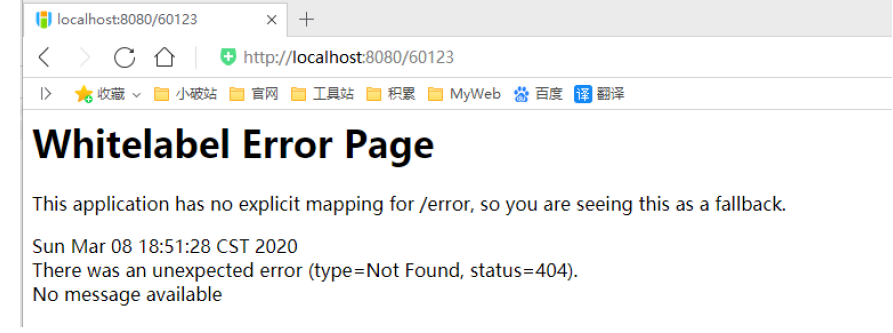 localhost:8080/60123
http://localhost:8080/60123
收藏 小破站 官网 工具站 积累 MyWeb 百度 译 翻译
Whitelabel Error Page
This application has no explicit mapping for /error, so you are seeing this as a fallback.
Sun Mar 08 18:51:28 CST 2020
There was an unexpected error (type=Not Found, status=404).
No message available